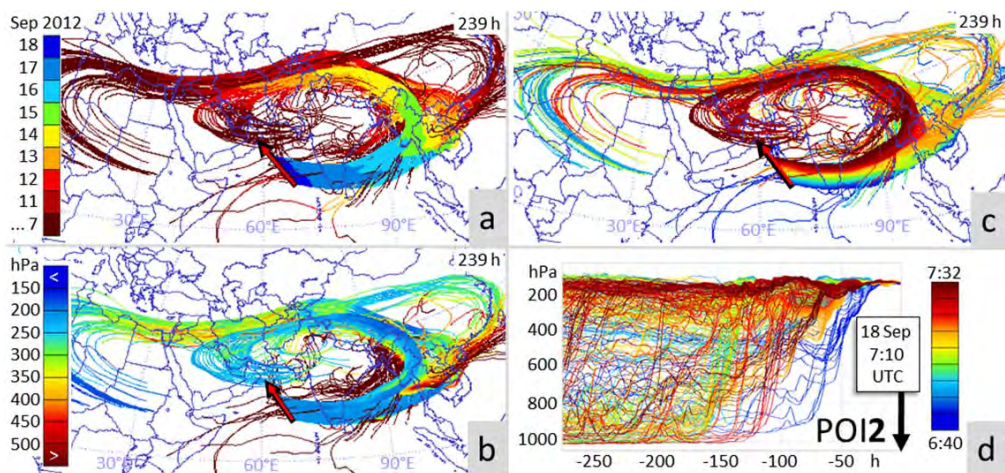 Sep 2012
239 h
18
17
16
15
14
13
12
11
... 7
30°E
60°E
90°E
a
239 h
60°E
90°E
c
hPa
239 h
<
150
200
250
300
350
400
450
500
>
30°E
60°E
90°E
b
hPa
200
400
600
800
1000
-250
-200
-150
-100
-50
h
18 Sep
7:10
UTC
POI2
7:32
6:40
d